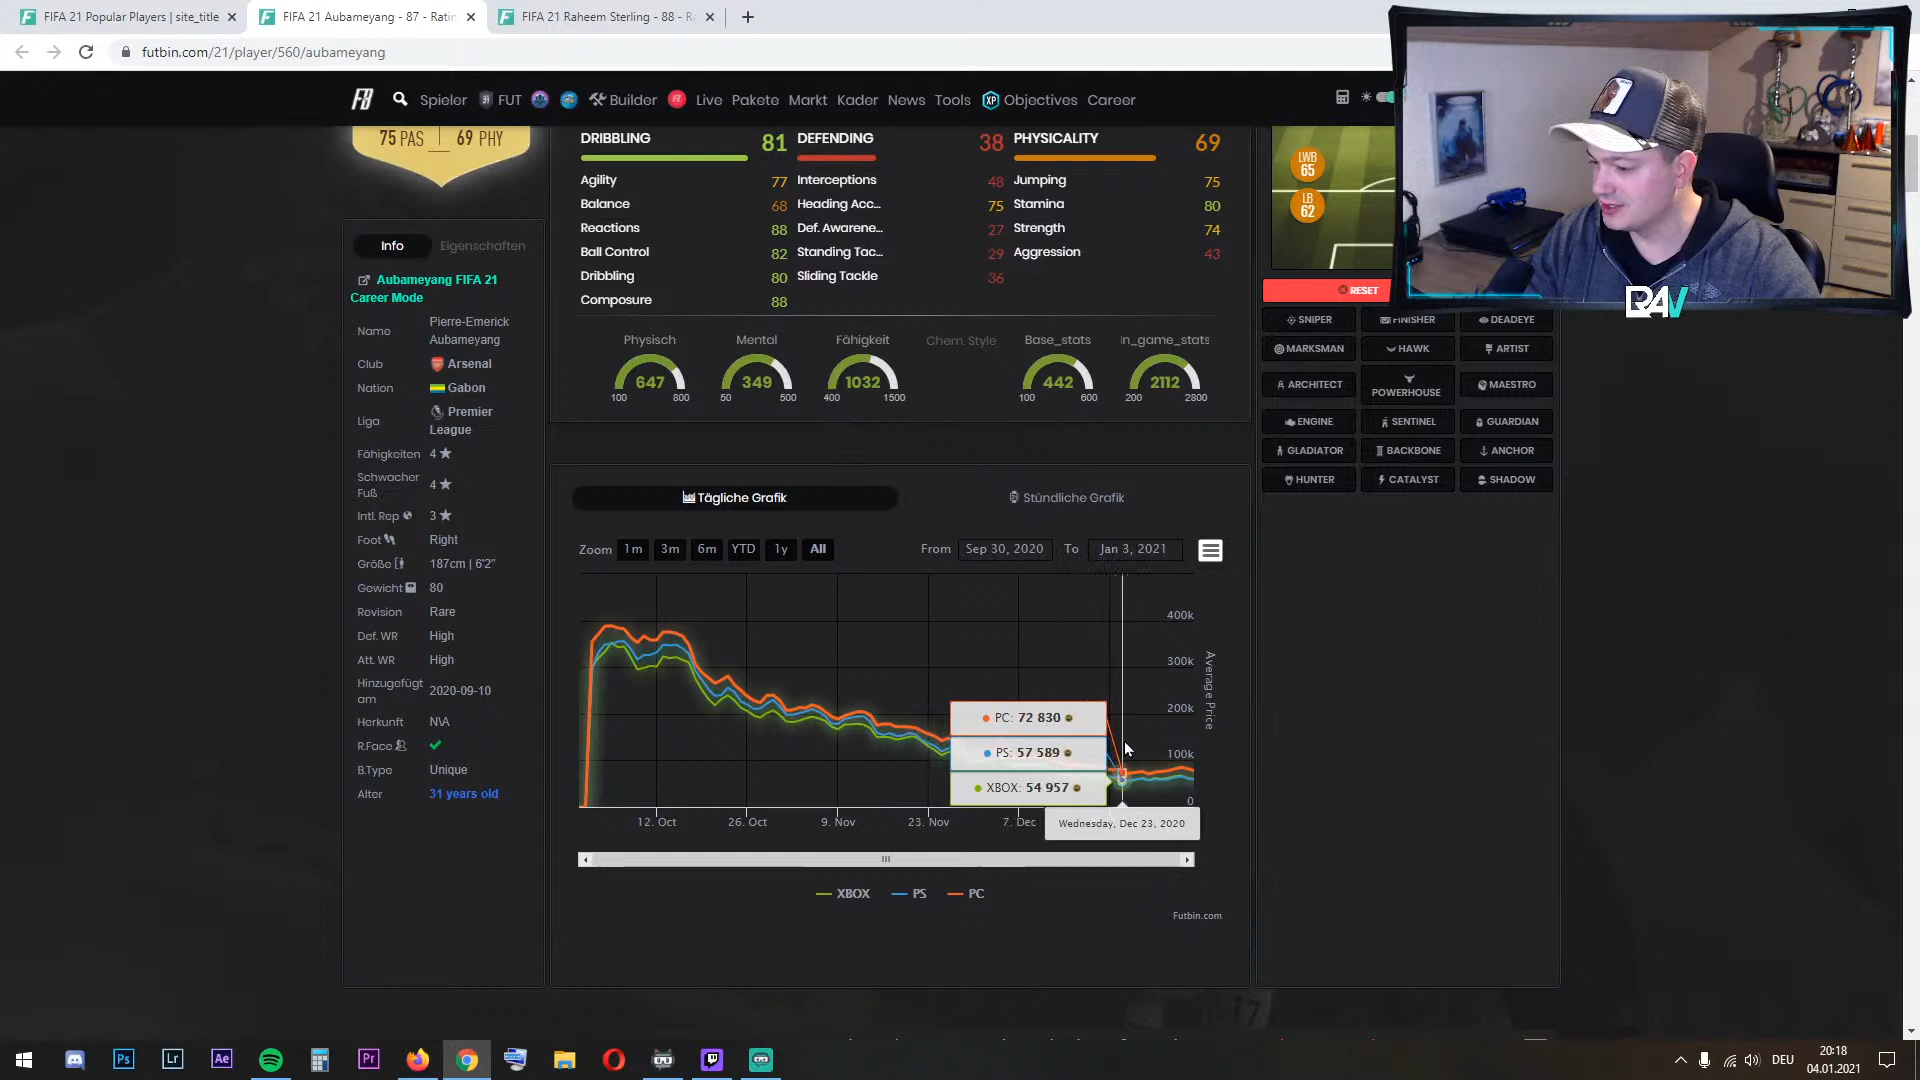 FIFA 21 Popular Players | site_title
FIFA 21 Aubameyang - 87 - Ratin
FIFA 21 Raheem Sterling - 88 - Ra
futbin.com/21/player/560/aubameyang
Spieler
FUT
Builder
Live
Pakete
Markt
Kader
News
Tools
XP
Objectives
Career
75 PAS
69 PHY
DRIBBLING 81
DEFENDING 38
PHYSICALITY 69
Agility 77
Interceptions 48
Jumping 75
Balance 68
Heading Acc... 75
Stamina 80
Reactions 88
Def. Awarene... 27
Strength 74
Ball Control 82
Standing Tac... 29
Aggression 43
Dribbling 80
Sliding Tackle 36
Composure 88
Physisch
Mental
Fähigkeit
Chem. Style
Base_stats
In_game_stats
647
349
1032
442
2112
100 800
50 500
400 1500
100 600
200 2800
LWB
65
LB
62
RESET
RAV
SNIPER
FINISHER
DEADEYE
MARKSMAN
HAWK
ARTIST
ARCHITECT
POWERHOUSE
MAESTRO
ENGINE
SENTINEL
GUARDIAN
GLADIATOR
BACKBONE
ANCHOR
HUNTER
CATALYST
SHADOW
Info
Eigenschaften
Aubameyang FIFA 21
Career Mode
Name Pierre-Emerick
Aubameyang
Club Arsenal
Nation Gabon
Liga Premier
League
Fähigkeiten 4
Schwacher
Fuß 4
Intl. Rep 3
Foot Right
Größe 187cm | 6'2"
Gewicht 80
Revision Rare
Def. WR High
Att. WR High
Hinzugefügt
am 2020-09-10
Herkunft N\A
R.Face
B.Type Unique
Alter 31 years old
Tägliche Grafik
Stündliche Grafik
Zoom 1m 3m 6m YTD 1y All
From Sep 30, 2020 To Jan 3, 2021
400k
300k
200k
100k
0
Average Price
PC: 72 830
PS: 57 589
XBOX: 54 957
12. Oct
26. Oct
9. Nov
23. Nov
7. Dec
Wednesday, Dec 23, 2020
XBOX
PS
PC
Futbin.com
Ps
Lr
Ae
Pr
DEU
20:18
04.01.2021